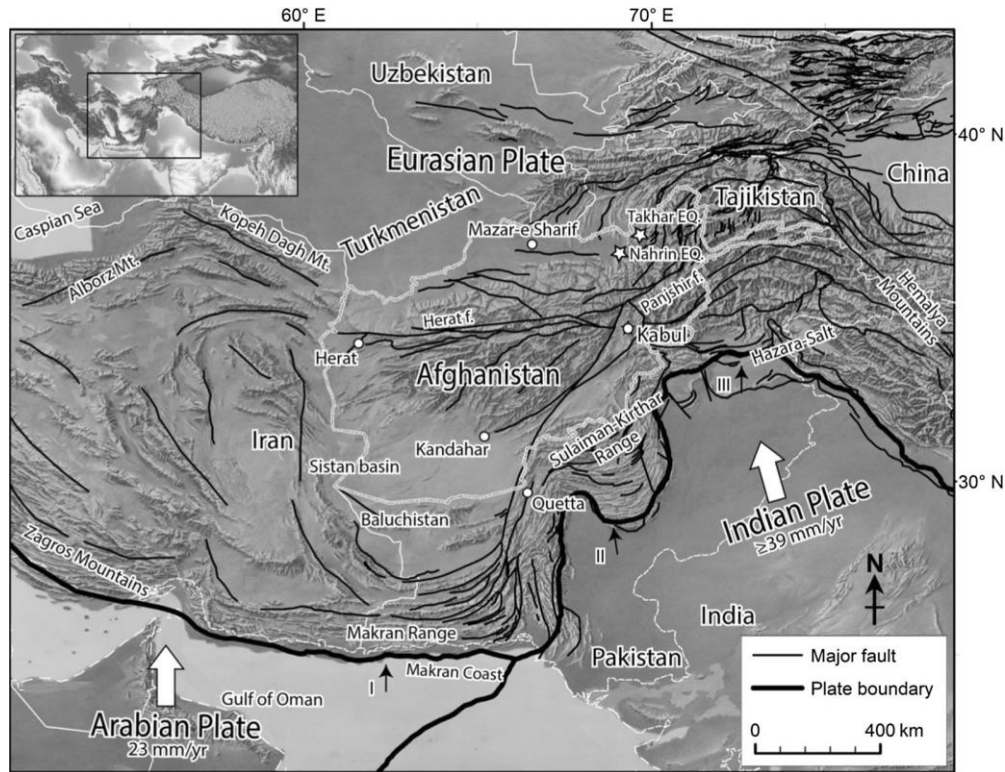 60° E
70° E
Uzbekistan
40° N
Eurasian Plate
China
Caspian Sea
Kopeh Dagh Mt.
Turkmenistan
Tajikistan
Takhar EQ.
Mazar-e Sharif
Nahrin EQ.
Alborz Mt.
Panjshir f.
Hemalya
Mountains
Herat f.
Kabul
Herat
Hazara-Salt
Afghanistan
III
Sulaiman-Kirthar
Range
Iran
Kandahar
Sistan basin
30° N
Quetta
Indian Plate
≥39 mm/yr
Baluchistan
II
Zagros Mountains
N
India
Makran Range
Pakistan
Major fault
Makran Coast
I
Plate boundary
Gulf of Oman
Arabian Plate
23 mm/yr
0
400 km